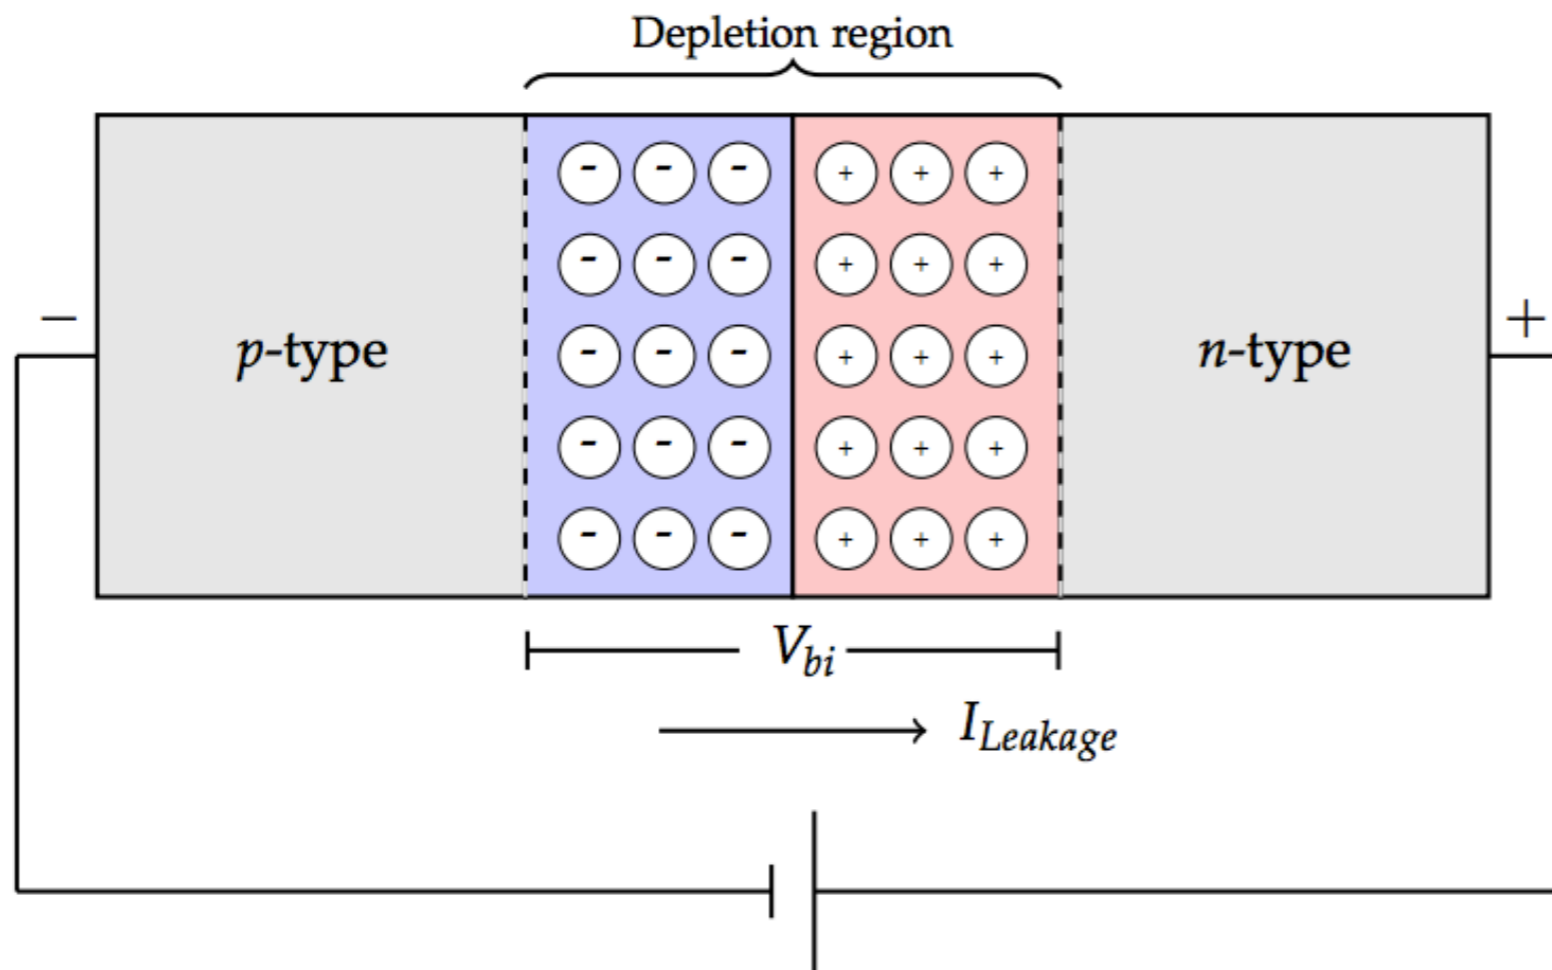 Depletion region
- - - + + +
- - - + + +
−
+
p-type
- - - + + +
n-type
- - - + + +
- - - + + +
V_bi
I_Leakage